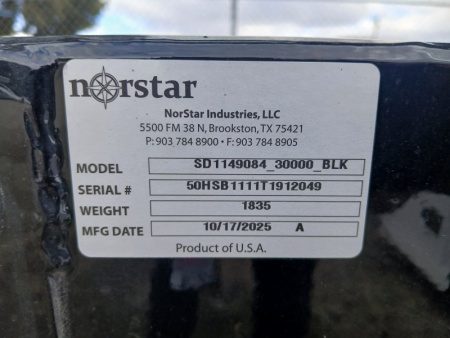 norstar
NorStar Industries, LLC
5500 FM 38 N, Brookston, TX 75421
P: 903 784 8900 • F: 903 784 8905
MODEL SD1149084_30000_BLK
SERIAL # 50HSB1111T1912049
WEIGHT 1835
MFG DATE 10/17/2025 A
Product of U.S.A.